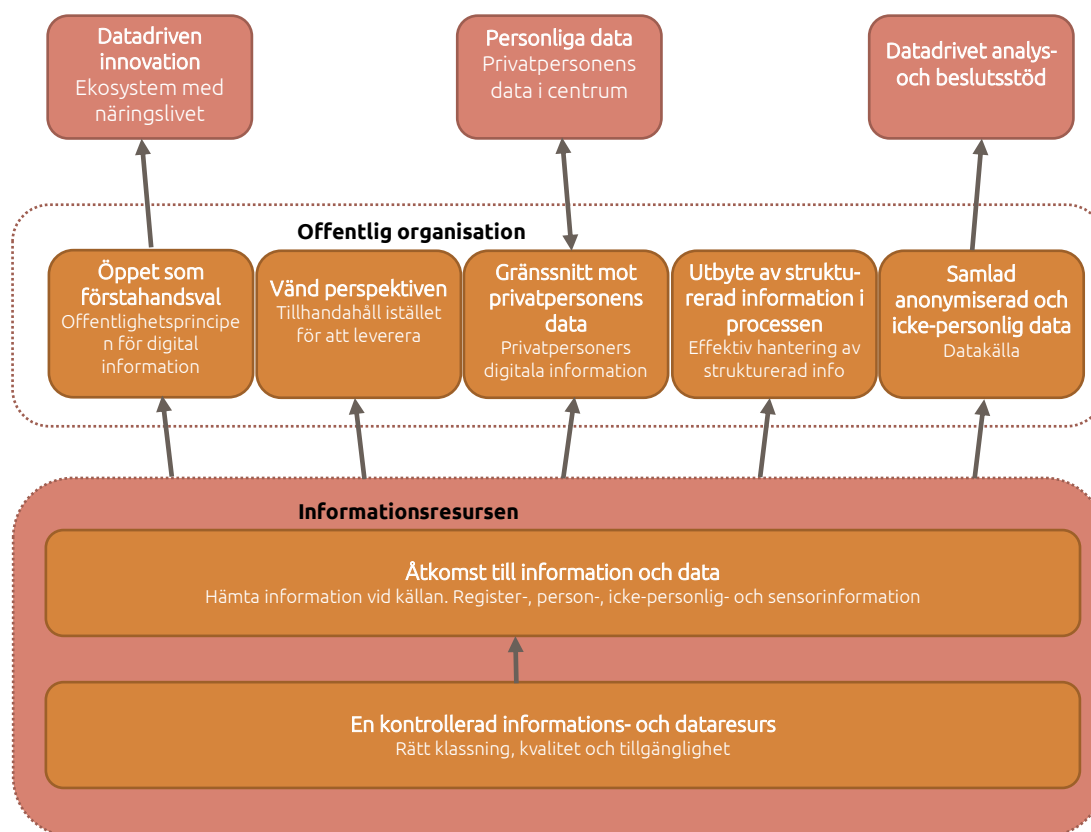 Datadriven
innovation
Ekosystem med
näringslivet
Personliga data
Privatpersonens
data i centrum
Datadrivet analys-
och beslutsstöd
Offentlig organisation
Öppet som
förstahandsval
Offentlighetsprincipe
n för digital
information
Vänd perspektiven
Tillhandahåll istället
för att leverera
Gränssnitt mot
privatpersonens
data
Privatpersoners
digitala information
Utbyte av struktu-
rerad information i
processen
Effektiv hantering av
strukturerad info
Samlad
anonymiserad och
icke-personlig data
Datakälla
Informationsresursen
Åtkomst till information och data
Hämta information vid källan. Register-, person-, icke-personlig- och sensorinformation
En kontrollerad informations- och dataresurs
Rätt klassning, kvalitet och tillgänglighet